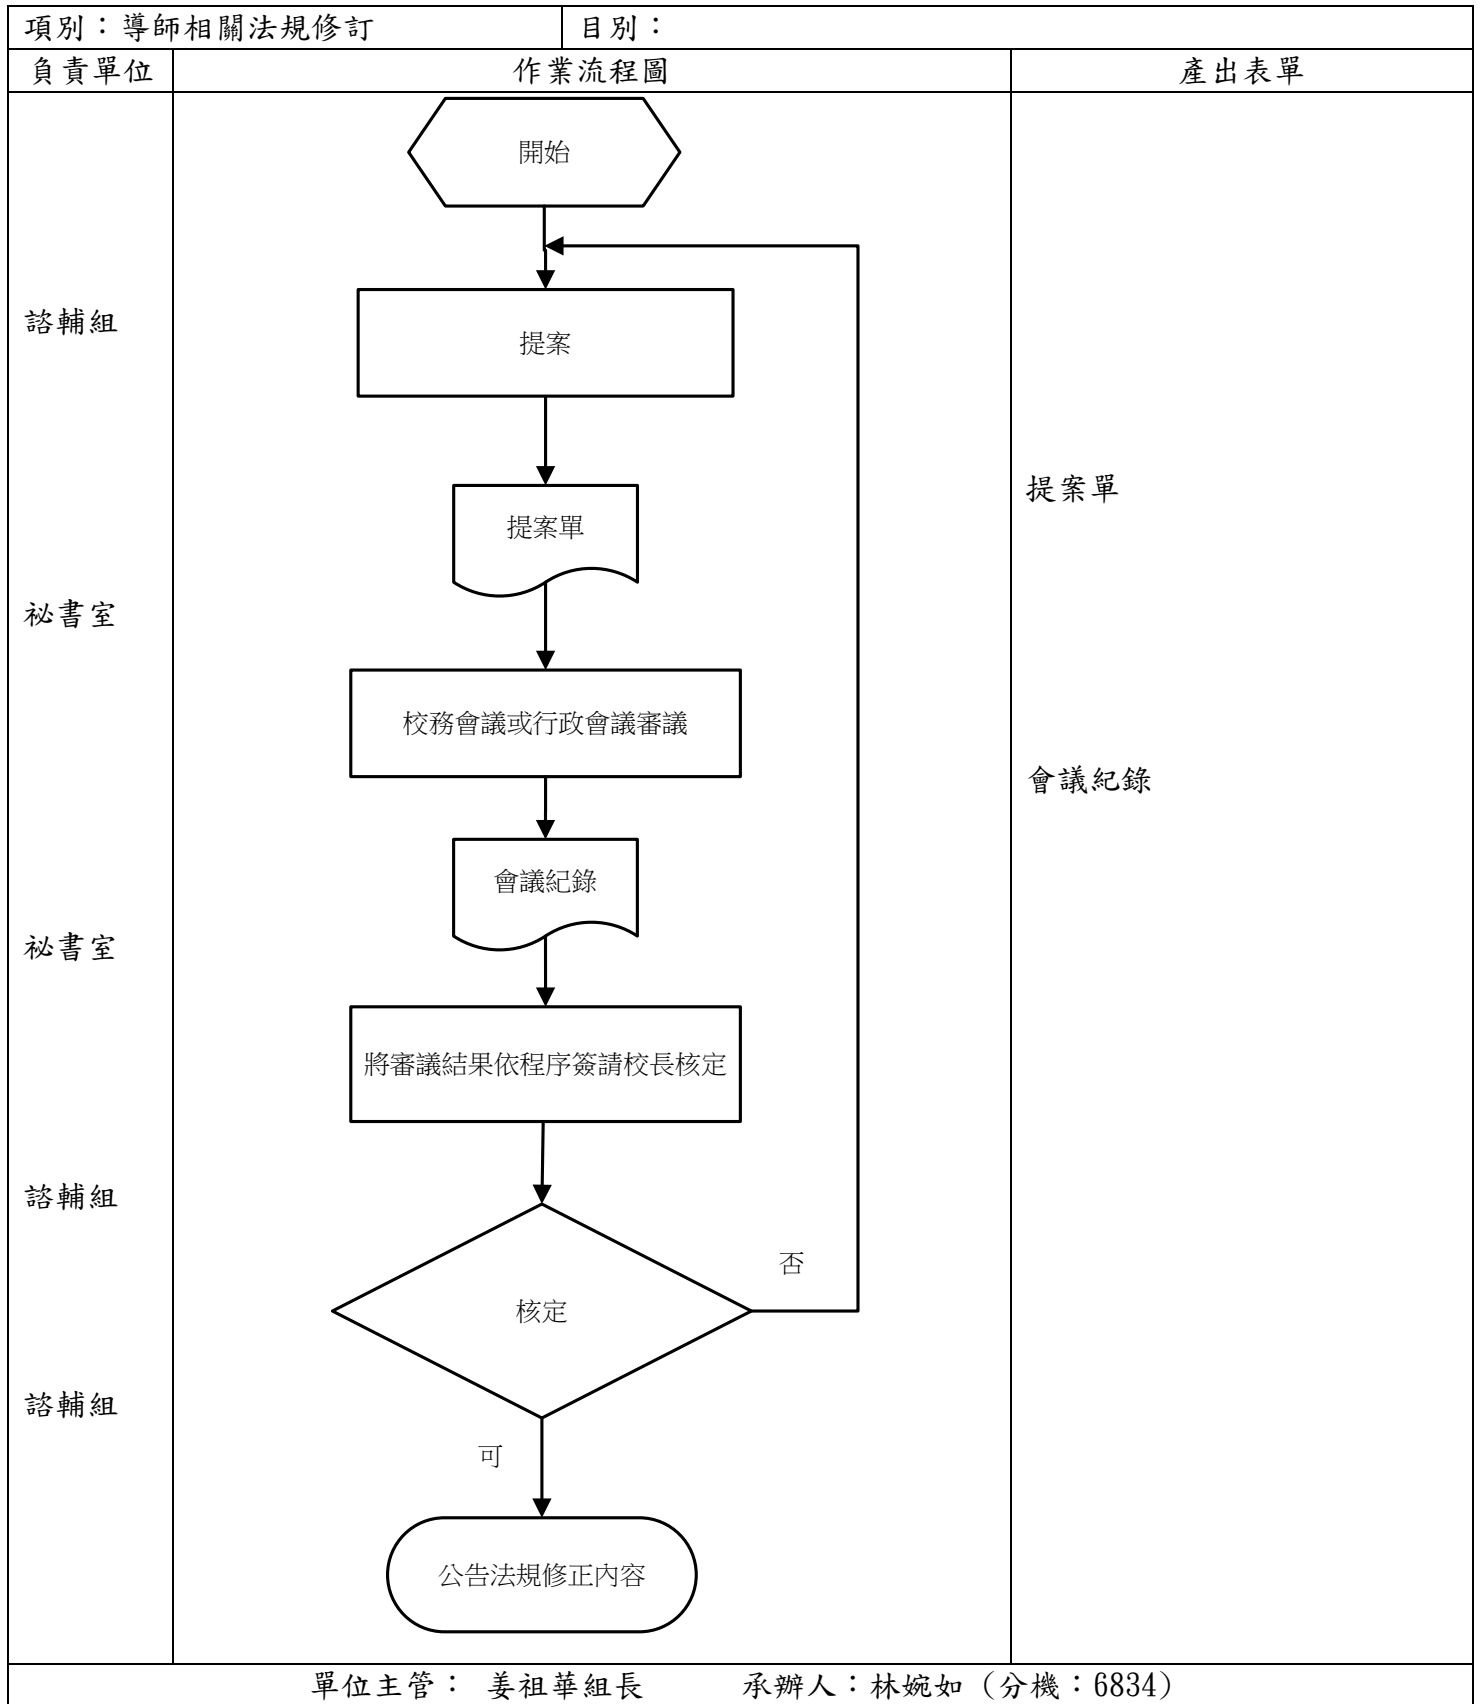 項別：導師相關法規修訂 目別：
負責單位 作業流程圖 產出表單
開始
諮輔組
提案
提案單
提案單
祕書室
校務會議或行政會議審議
會議紀錄
會議紀錄
祕書室
將審議結果依程序簽請校長核定
諮輔組
否
核定
諮輔組
可
公告法規修正內容
單位主管： 姜祖華組長 承辦人：林婉如（分機：6834）